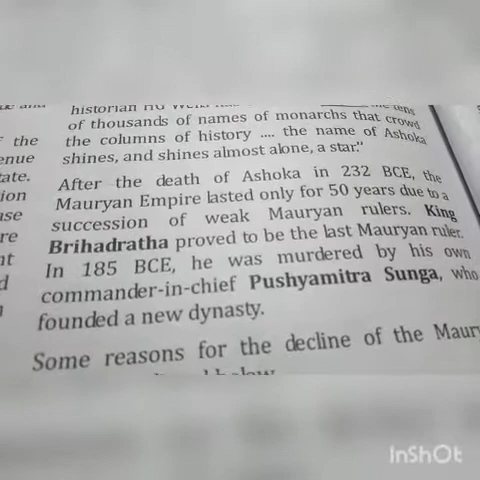 historian HG
of thousands of names of monarchs that crowd
the columns of history .... the name of Ashoka
shines, and shines almost alone, a star."
After the death of Ashoka in 232 BCE, the
Mauryan Empire lasted only for 50 years due to a
succession of weak Mauryan rulers. King
Brihadratha proved to be the last Mauryan ruler.
In 185 BCE, he was murdered by his own
commander-in-chief Pushyamitra Sunga, who
founded a new dynasty.
Some reasons for the decline of the Maury
the
InShOt